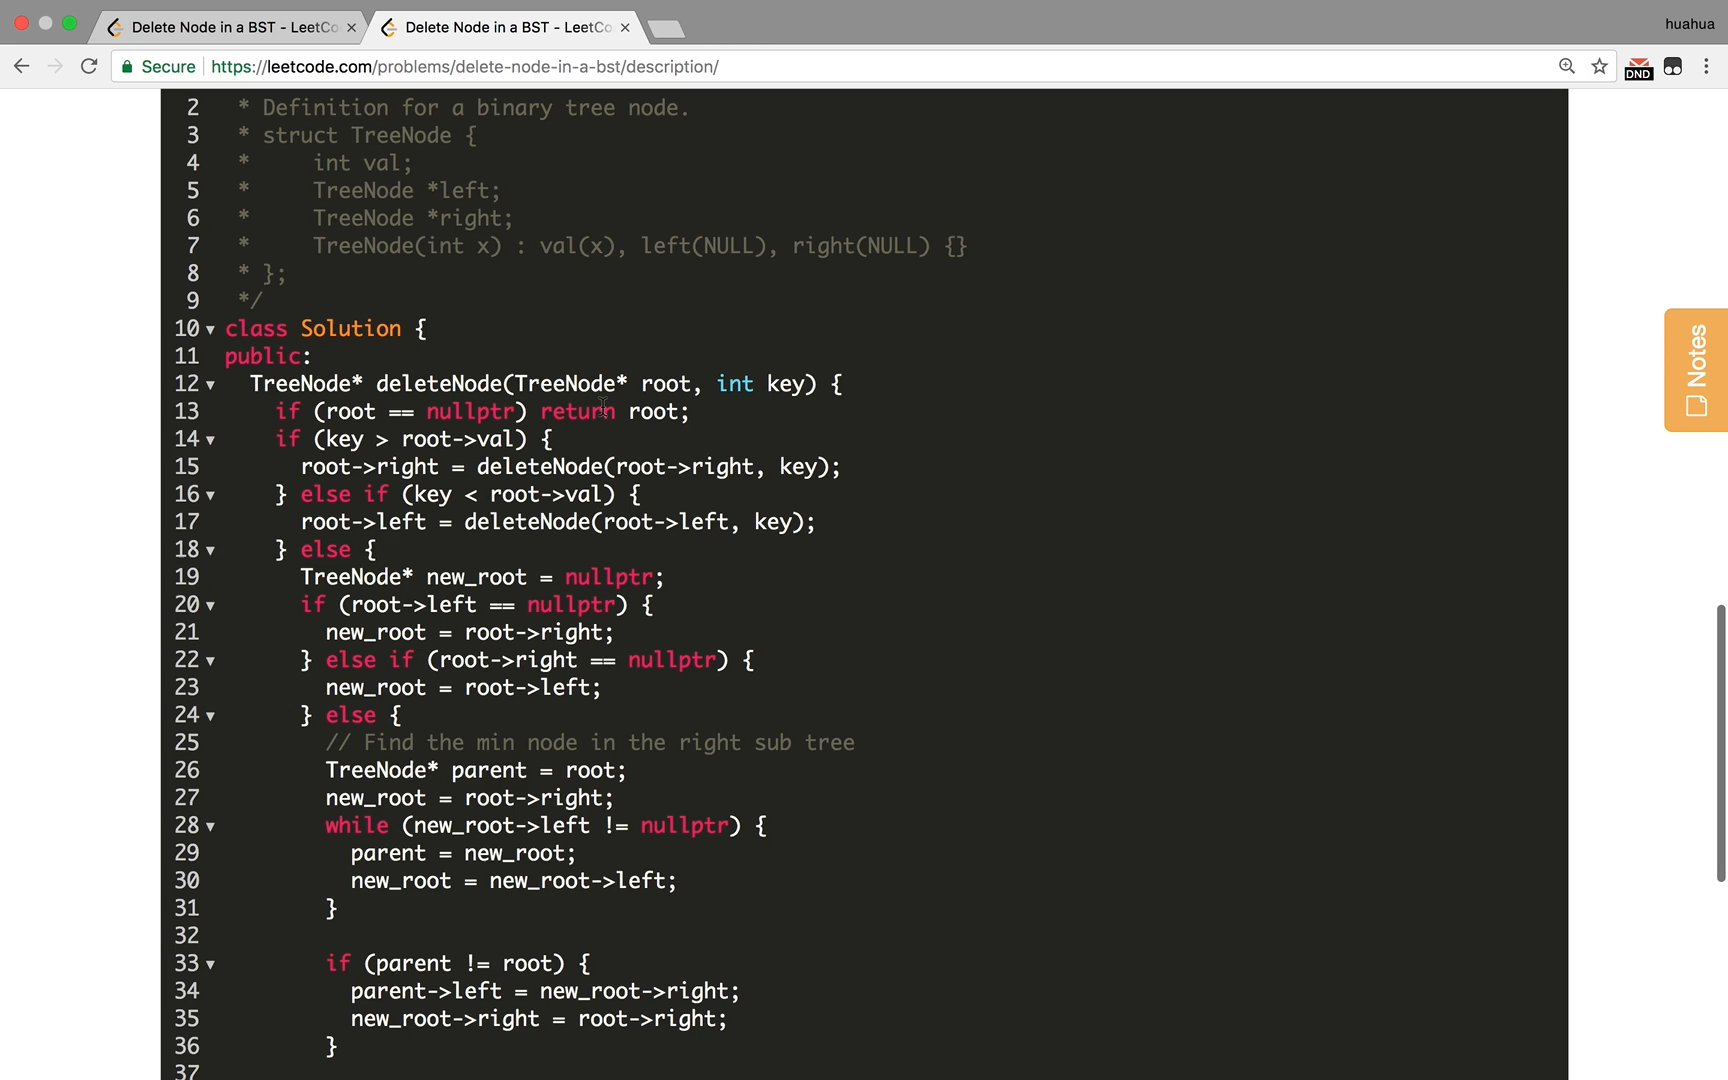 Delete Node in a BST - LeetCo
Delete Node in a BST - LeetCo
huahua
Secure https://leetcode.com/problems/delete-node-in-a-bst/description/
DND
2 * Definition for a binary tree node.
3 * struct TreeNode {
4 *     int val;
5 *     TreeNode *left;
6 *     TreeNode *right;
7 *     TreeNode(int x) : val(x), left(NULL), right(NULL) {}
8 * };
9 */
10 class Solution {
11 public:
12   TreeNode* deleteNode(TreeNode* root, int key) {
13     if (root == nullptr) return root;
14     if (key > root->val) {
15       root->right = deleteNode(root->right, key);
16     } else if (key < root->val) {
17       root->left = deleteNode(root->left, key);
18     } else {
19       TreeNode* new_root = nullptr;
20       if (root->left == nullptr) {
21         new_root = root->right;
22       } else if (root->right == nullptr) {
23         new_root = root->left;
24       } else {
25         // Find the min node in the right sub tree
26         TreeNode* parent = root;
27         new_root = root->right;
28         while (new_root->left != nullptr) {
29           parent = new_root;
30           new_root = new_root->left;
31         }
32
33         if (parent != root) {
34           parent->left = new_root->right;
35           new_root->right = root->right;
36         }
37
Notes